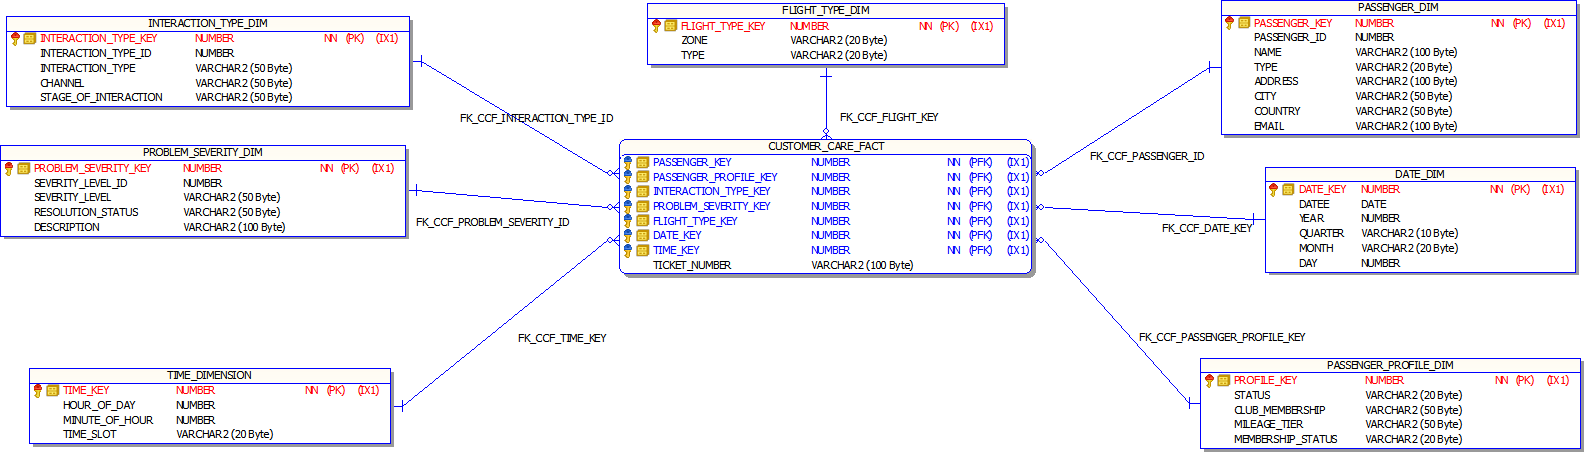 INTERACTION_TYPE_DIM
INTERACTION_TYPE_KEY NUMBER NN (PK) (IX1)
INTERACTION_TYPE_ID NUMBER
INTERACTION_TYPE VARCHAR2 (50 Byte)
CHANNEL VARCHAR2 (50 Byte)
STAGE_OF_INTERACTION VARCHAR2 (50 Byte)
FLIGHT_TYPE_DIM
FLIGHT_TYPE_KEY NUMBER NN (PK) (IX1)
ZONE VARCHAR2 (20 Byte)
TYPE VARCHAR2 (20 Byte)
PASSENGER_DIM
PASSENGER_KEY NUMBER NN (PK) (IX1)
PASSENGER_ID NUMBER
NAME VARCHAR2 (100 Byte)
TYPE VARCHAR2 (20 Byte)
ADDRESS VARCHAR2 (100 Byte)
CITY VARCHAR2 (50 Byte)
COUNTRY VARCHAR2 (50 Byte)
EMAIL VARCHAR2 (100 Byte)
FK_CCF_INTERACTION_TYPE_ID
FK_CCF_FLIGHT_KEY
FK_CCF_PASSENGER_ID
PROBLEM_SEVERITY_DIM
PROBLEM_SEVERITY_KEY NUMBER NN (PK) (IX1)
SEVERITY_LEVEL_ID NUMBER
SEVERITY_LEVEL VARCHAR2 (50 Byte)
RESOLUTION_STATUS VARCHAR2 (50 Byte)
DESCRIPTION VARCHAR2 (100 Byte)
FK_CCF_PROBLEM_SEVERITY_ID
CUSTOMER_CARE_FACT
PASSENGER_KEY NUMBER NN (PFK) (IX1)
PASSENGER_PROFILE_KEY NUMBER NN (PFK) (IX1)
INTERACTION_TYPE_KEY NUMBER NN (PFK) (IX1)
PROBLEM_SEVERITY_KEY NUMBER NN (PFK) (IX1)
FLIGHT_TYPE_KEY NUMBER NN (PFK) (IX1)
DATE_KEY NUMBER NN (PFK) (IX1)
TIME_KEY NUMBER NN (PFK) (IX1)
TICKET_NUMBER VARCHAR2 (100 Byte)
DATE_DIM
DATE_KEY NUMBER NN (PK) (IX1)
DATEE DATE
YEAR NUMBER
QUARTER VARCHAR2 (10 Byte)
MONTH VARCHAR2 (20 Byte)
DAY NUMBER
FK_CCF_DATE_KEY
FK_CCF_TIME_KEY
FK_CCF_PASSENGER_PROFILE_KEY
TIME_DIMENSION
TIME_KEY NUMBER NN (PK) (IX1)
HOUR_OF_DAY NUMBER
MINUTE_OF_HOUR NUMBER
TIME_SLOT VARCHAR2 (20 Byte)
PASSENGER_PROFILE_DIM
PROFILE_KEY NUMBER NN (PK) (IX1)
STATUS VARCHAR2 (20 Byte)
CLUB_MEMBERSHIP VARCHAR2 (50 Byte)
MILEAGE_TIER VARCHAR2 (50 Byte)
MEMBERSHIP_STATUS VARCHAR2 (20 Byte)